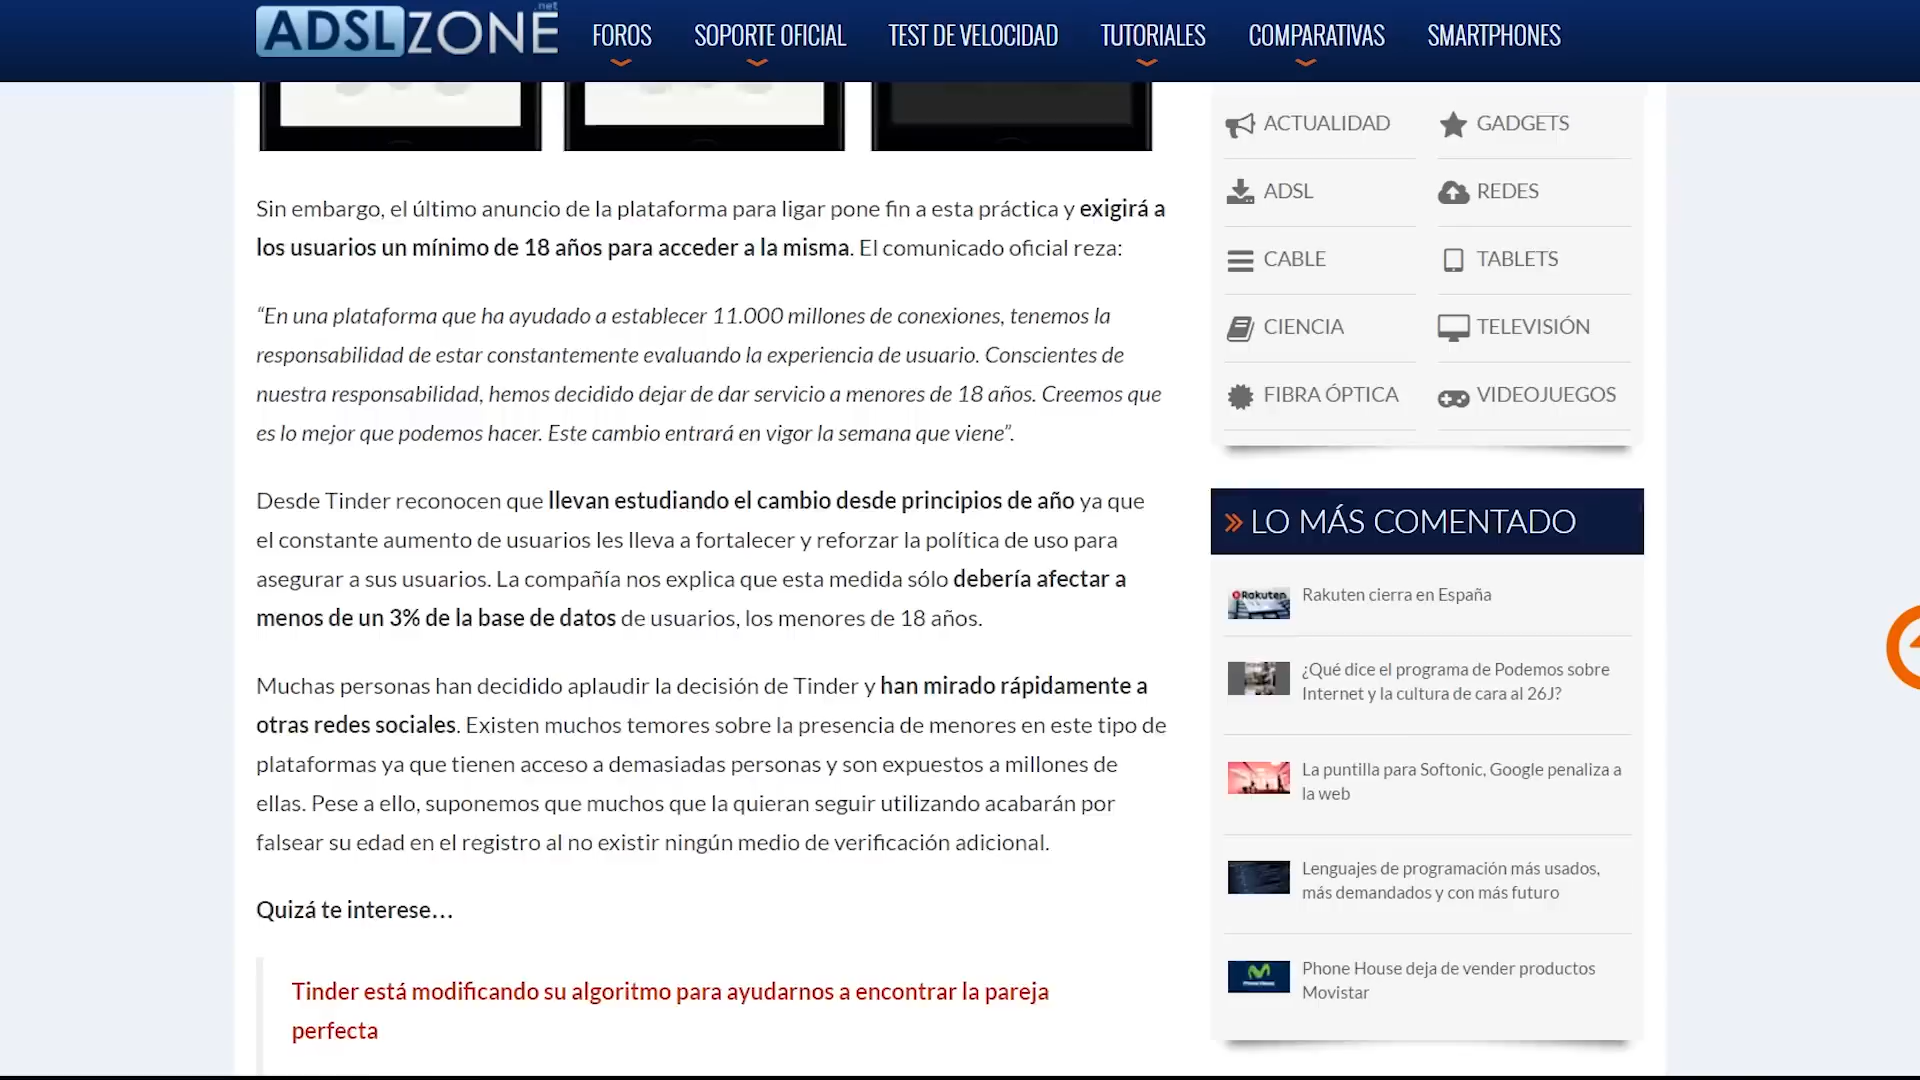 ADSLZONE
.net
FOROS
SOPORTE OFICIAL
TEST DE VELOCIDAD
TUTORIALES
COMPARATIVAS
SMARTPHONES
Sin embargo, el último anuncio de la plataforma para ligar pone fin a esta práctica y exigirá a
los usuarios un mínimo de 18 años para acceder a la misma. El comunicado oficial reza:
“En una plataforma que ha ayudado a establecer 11.000 millones de conexiones, tenemos la
responsabilidad de estar constantemente evaluando la experiencia de usuario. Conscientes de
nuestra responsabilidad, hemos decidido dejar de dar servicio a menores de 18 años. Creemos que
es lo mejor que podemos hacer. Este cambio entrará en vigor la semana que viene”.
Desde Tinder reconocen que llevan estudiando el cambio desde principios de año ya que
el constante aumento de usuarios les lleva a fortalecer y reforzar la política de uso para
asegurar a sus usuarios. La compañía nos explica que esta medida sólo debería afectar a
menos de un 3% de la base de datos de usuarios, los menores de 18 años.
Muchas personas han decidido aplaudir la decisión de Tinder y han mirado rápidamente a
otras redes sociales. Existen muchos temores sobre la presencia de menores en este tipo de
plataformas ya que tienen acceso a demasiadas personas y son expuestos a millones de
ellas. Pese a ello, suponemos que muchos que la quieran seguir utilizando acabarán por
falsear su edad en el registro al no existir ningún medio de verificación adicional.
Quizá te interese…
Tinder está modificando su algoritmo para ayudarnos a encontrar la pareja
perfecta
ACTUALIDAD
GADGETS
ADSL
REDES
CABLE
TABLETS
CIENCIA
TELEVISIÓN
FIBRA ÓPTICA
VIDEOJUEGOS
LO MÁS COMENTADO
Rakuten
Rakuten cierra en España
¿Qué dice el programa de Podemos sobre
Internet y la cultura de cara al 26J?
La puntilla para Softonic, Google penaliza a
la web
Lenguajes de programación más usados,
más demandados y con más futuro
Phone House
Phone House deja de vender productos
Movistar